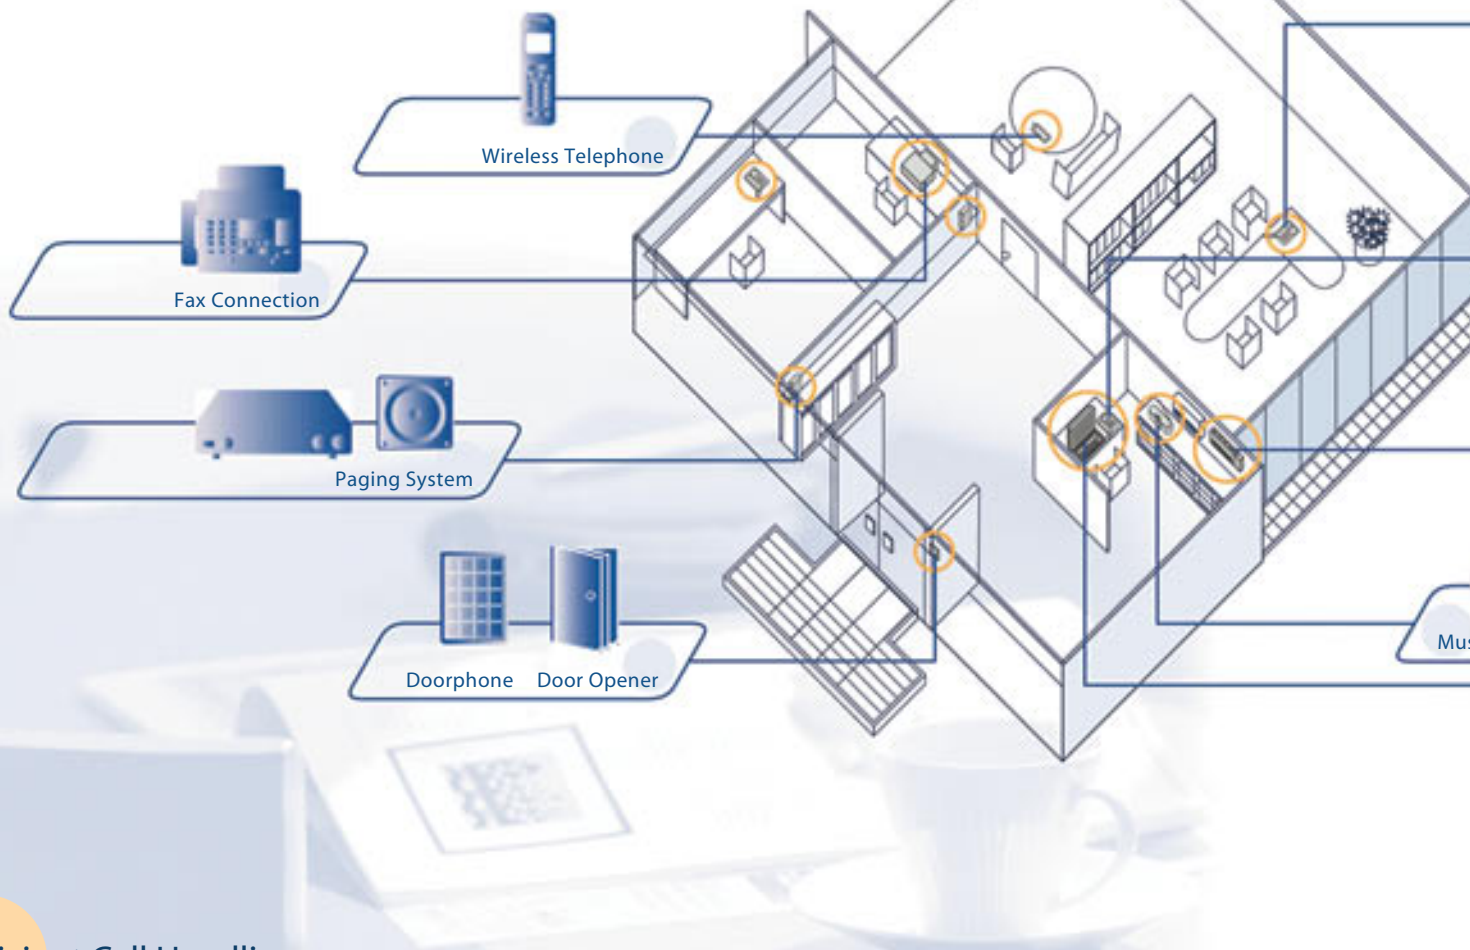 Wireless Telephone
Fax Connection
Paging System
Doorphone Door Opener